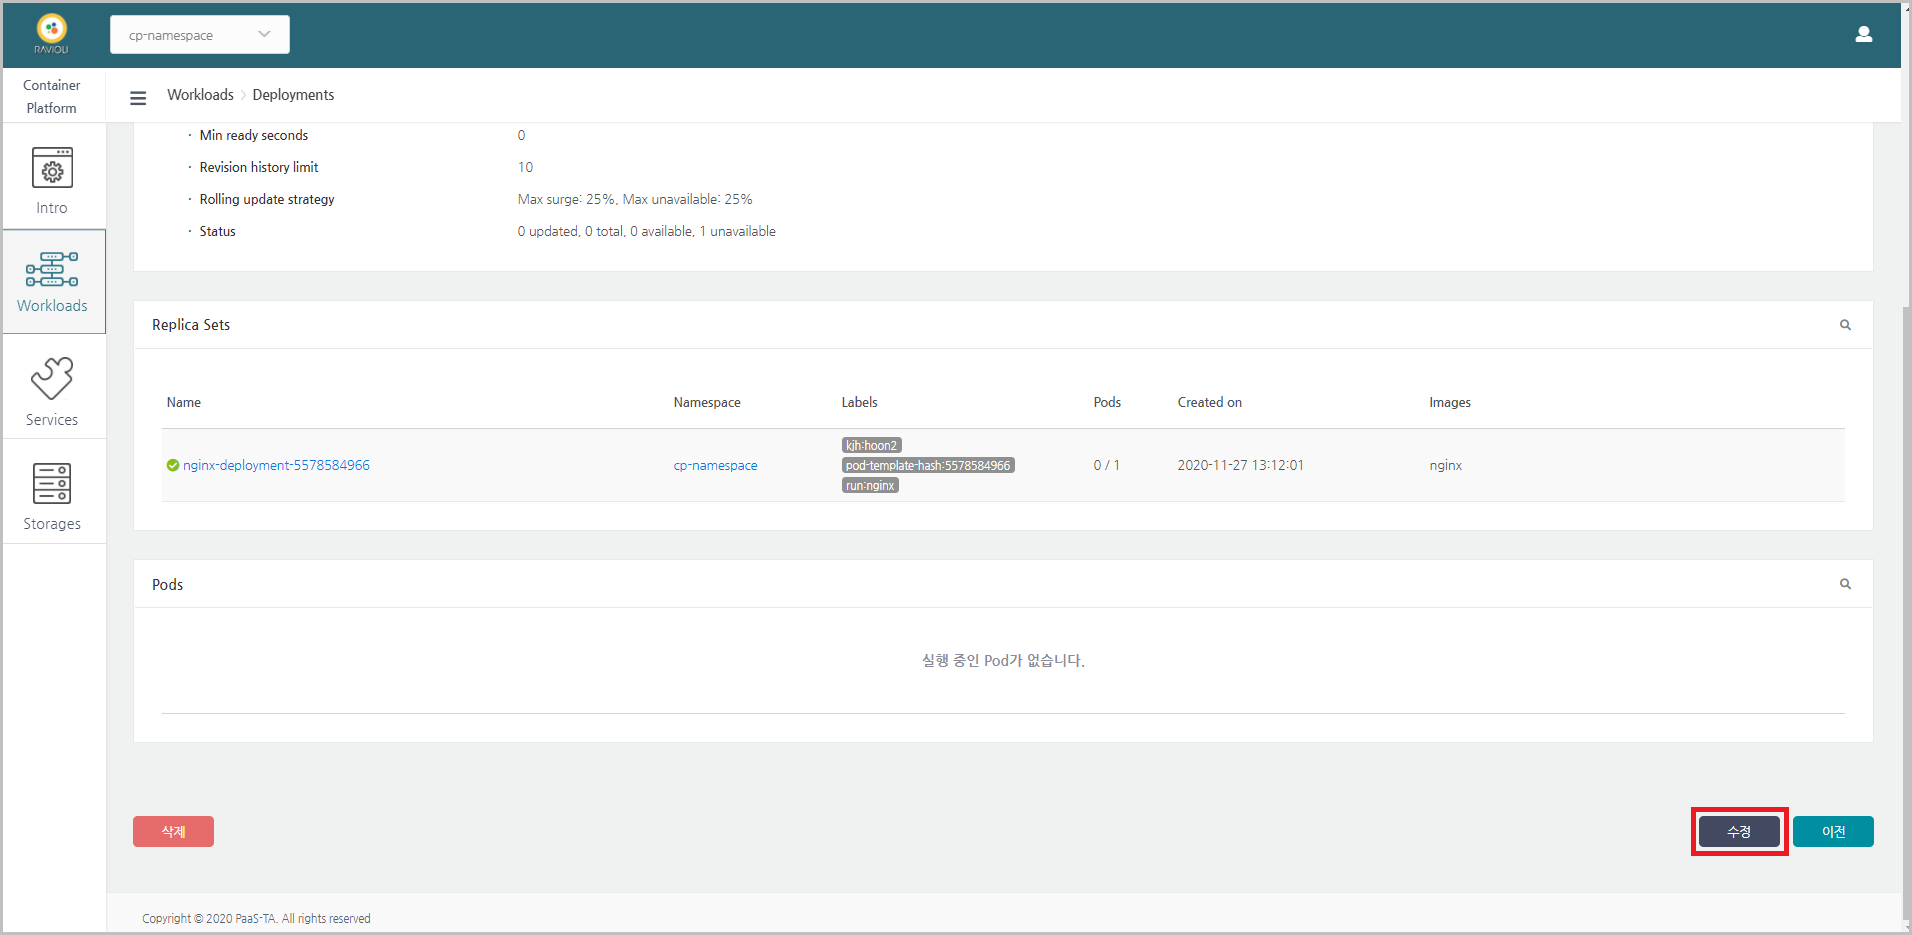 RAVIOLI
cp-namespace
Container
Platform
Workloads
Deployments
Intro
Workloads
Services
Storages
· Min ready seconds 0
· Revision history limit 10
· Rolling update strategy Max surge: 25%, Max unavailable: 25%
· Status 0 updated, 0 total, 0 available, 1 unavailable
Replica Sets
Name Namespace Labels Pods Created on Images
kjh:hoon2
nginx-deployment-5578584966 cp-namespace pod-template-hash:5578584966 0 / 1 2020-11-27 13:12:01 nginx
run:nginx
Pods
실행 중인 Pod가 없습니다.
삭제
수정
이전
Copyright © 2020 PaaS-TA. All rights reserved